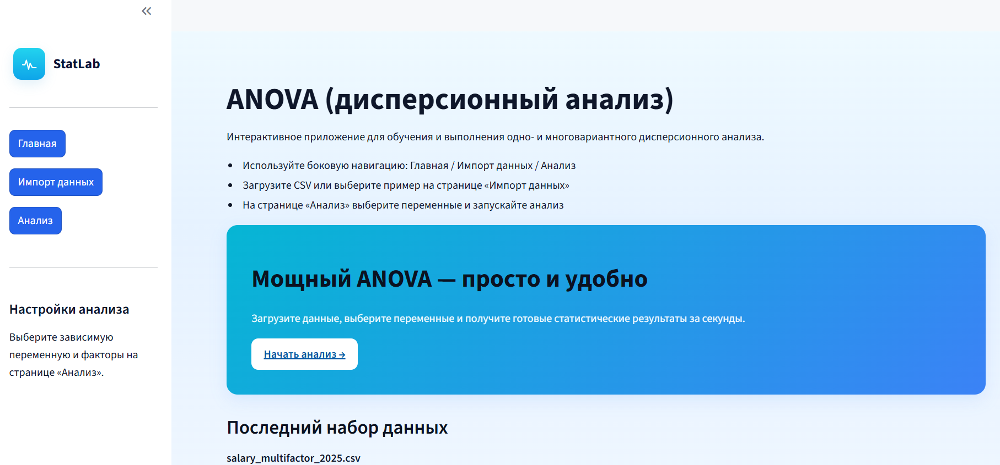 StatLab
Главная
Импорт данных
Анализ
Настройки анализа
Выберите зависимую
переменную и факторы на
странице «Анализ».
ANOVA (дисперсионный анализ)
Интерактивное приложение для обучения и выполнения одно- и многовариантного дисперсионного анализа.
Используйте боковую навигацию: Главная / Импорт данных / Анализ
Загрузите CSV или выберите пример на странице «Импорт данных»
На странице «Анализ» выберите переменные и запускайте анализ
Мощный ANOVA — просто и удобно
Загрузите данные, выберите переменные и получите готовые статистические результаты за секунды.
Начать анализ →
Последний набор данных
salary_multifactor_2025.csv